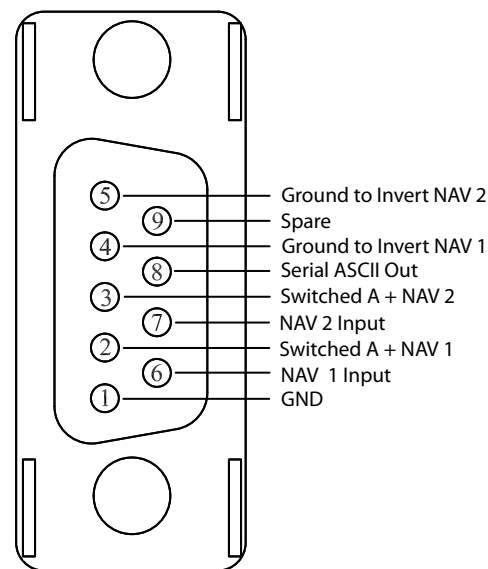 5 Ground to Invert NAV 2
9 Spare
4 Ground to Invert NAV 1
8 Serial ASCII Out
3 Switched A + NAV 2
7 NAV 2 Input
2 Switched A + NAV 1
6 NAV 1 Input
1 GND